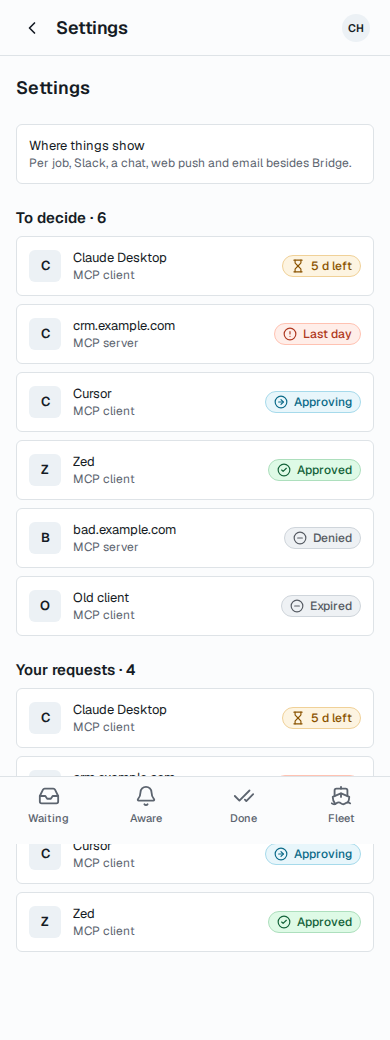 Settings
CH
Settings
Where things show
Per job, Slack, a chat, web push and email besides Bridge.
To decide · 6
C
Claude Desktop
MCP client
5 d left
C
crm.example.com
MCP server
Last day
C
Cursor
MCP client
Approving
Z
Zed
MCP client
Approved
B
bad.example.com
MCP server
Denied
O
Old client
MCP client
Expired
Your requests · 4
C
Claude Desktop
MCP client
5 d left
Waiting
Aware
Done
Fleet
C
Cursor
MCP client
Approving
Z
Zed
MCP client
Approved